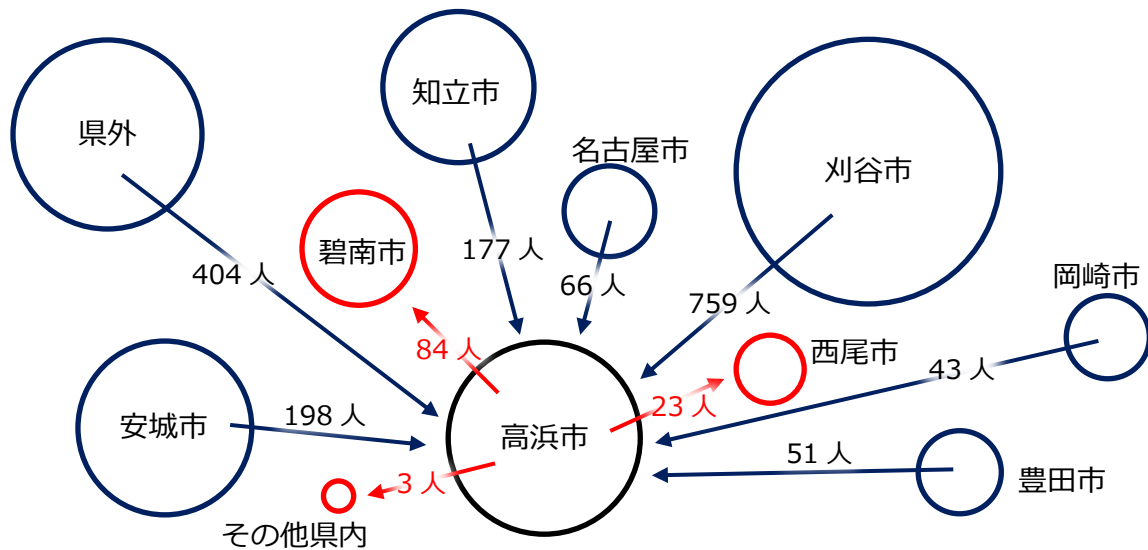 県外
知立市
名古屋市
刈谷市
碧南市
177 人
404 人
66 人
759 人
岡崎市
84 人
西尾市
43 人
23 人
安城市
198 人
高浜市
51 人
豊田市
3 人
その他県内